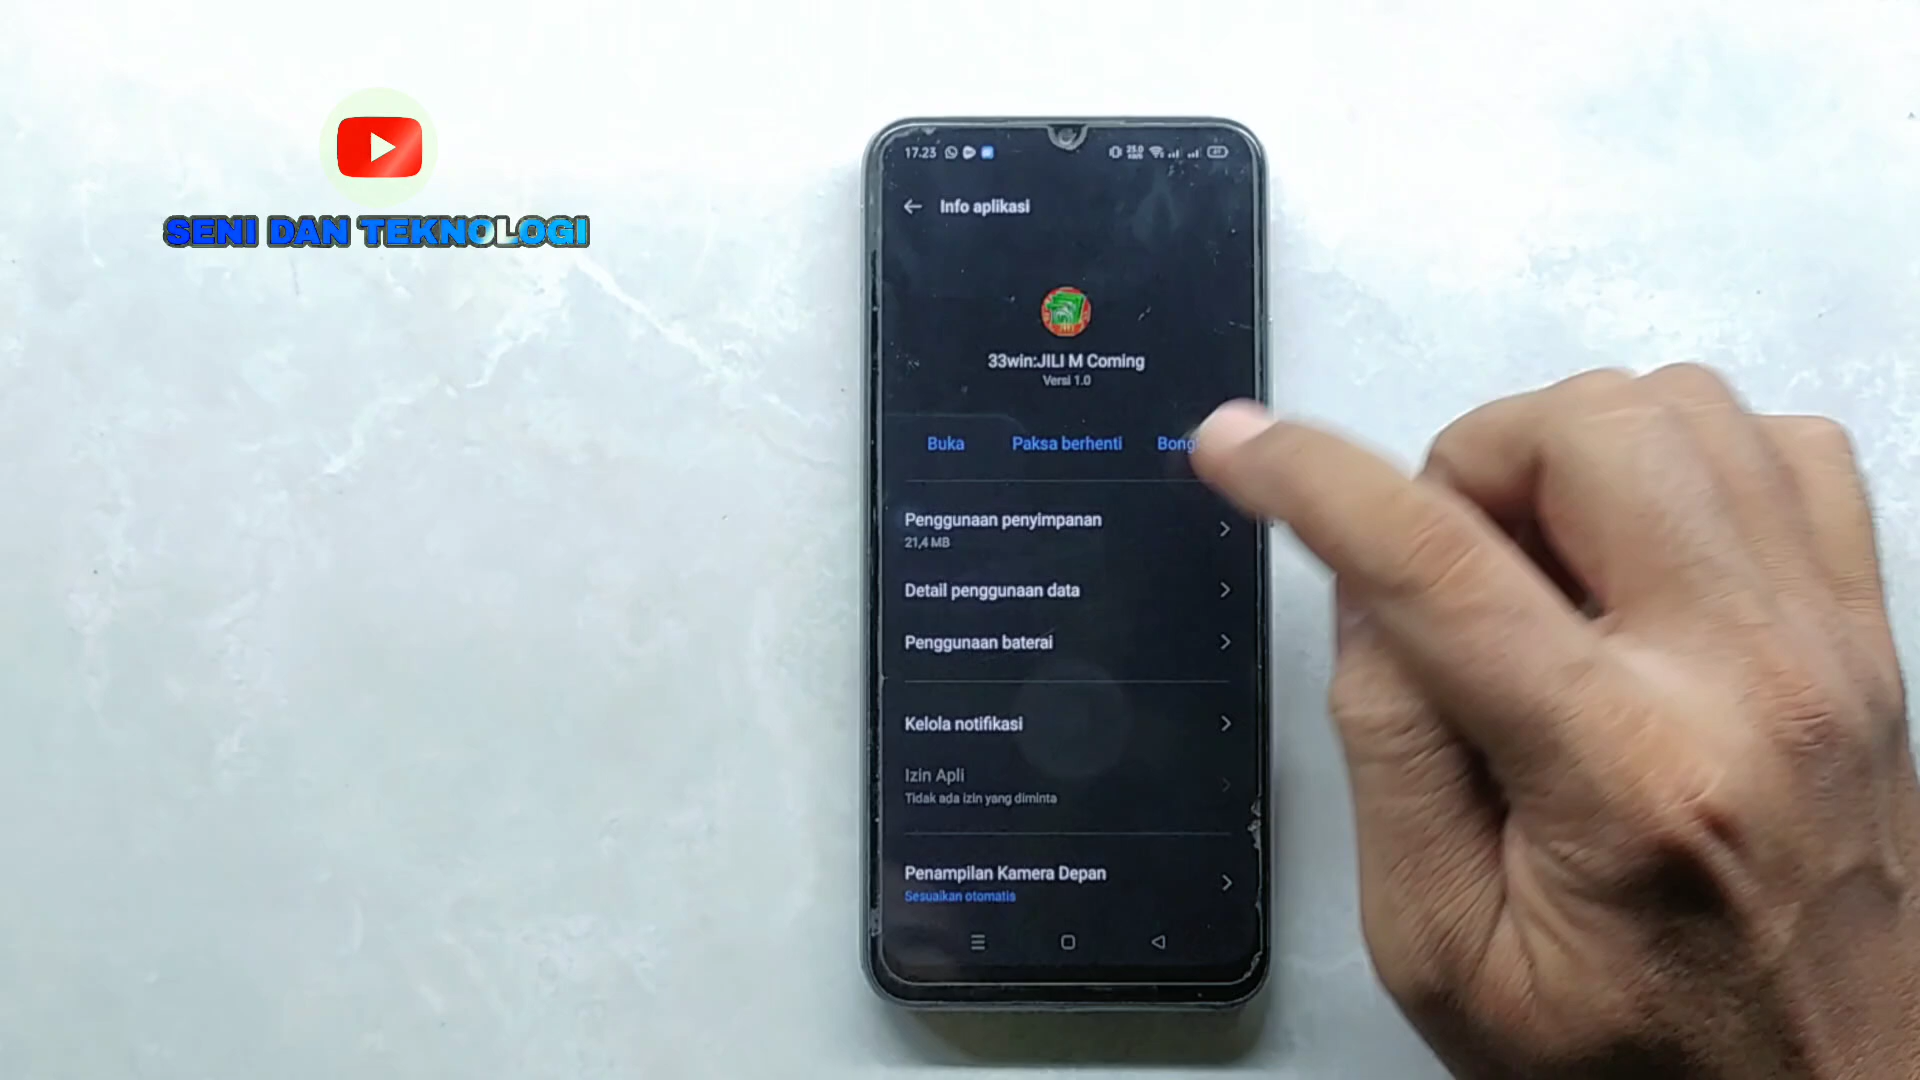 SENI DAN TEKNOLOGI
17.23
Info aplikasi
33win:JILI M Coming
Versi 1.0
Buka
Paksa berhenti
Penggunaan penyimpanan
21,4 MB
Detail penggunaan data
Penggunaan baterai
Kelola notifikasi
Izin Apli
Tidak ada izin yang diminta
Penampilan Kamera Depan
Sesuaikan otomatis